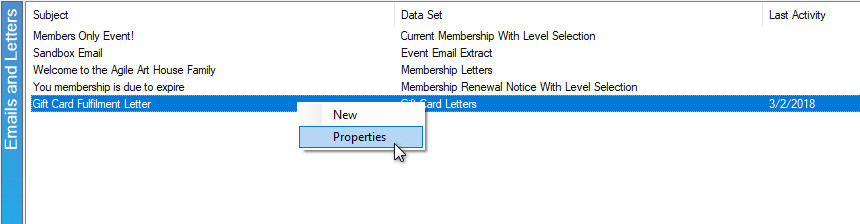 Emails and Letters
Subject Data Set Last Activity
Members Only Event! Current Membership With Level Selection
Sandbox Email Event Email Extract
Welcome to the Agile Art House Family Membership Letters
You membership is due to expire Membership Renewal Notice With Level Selection
Gift Card Fulfilment Letter Gift Card Letters 3/2/2018
New
Properties